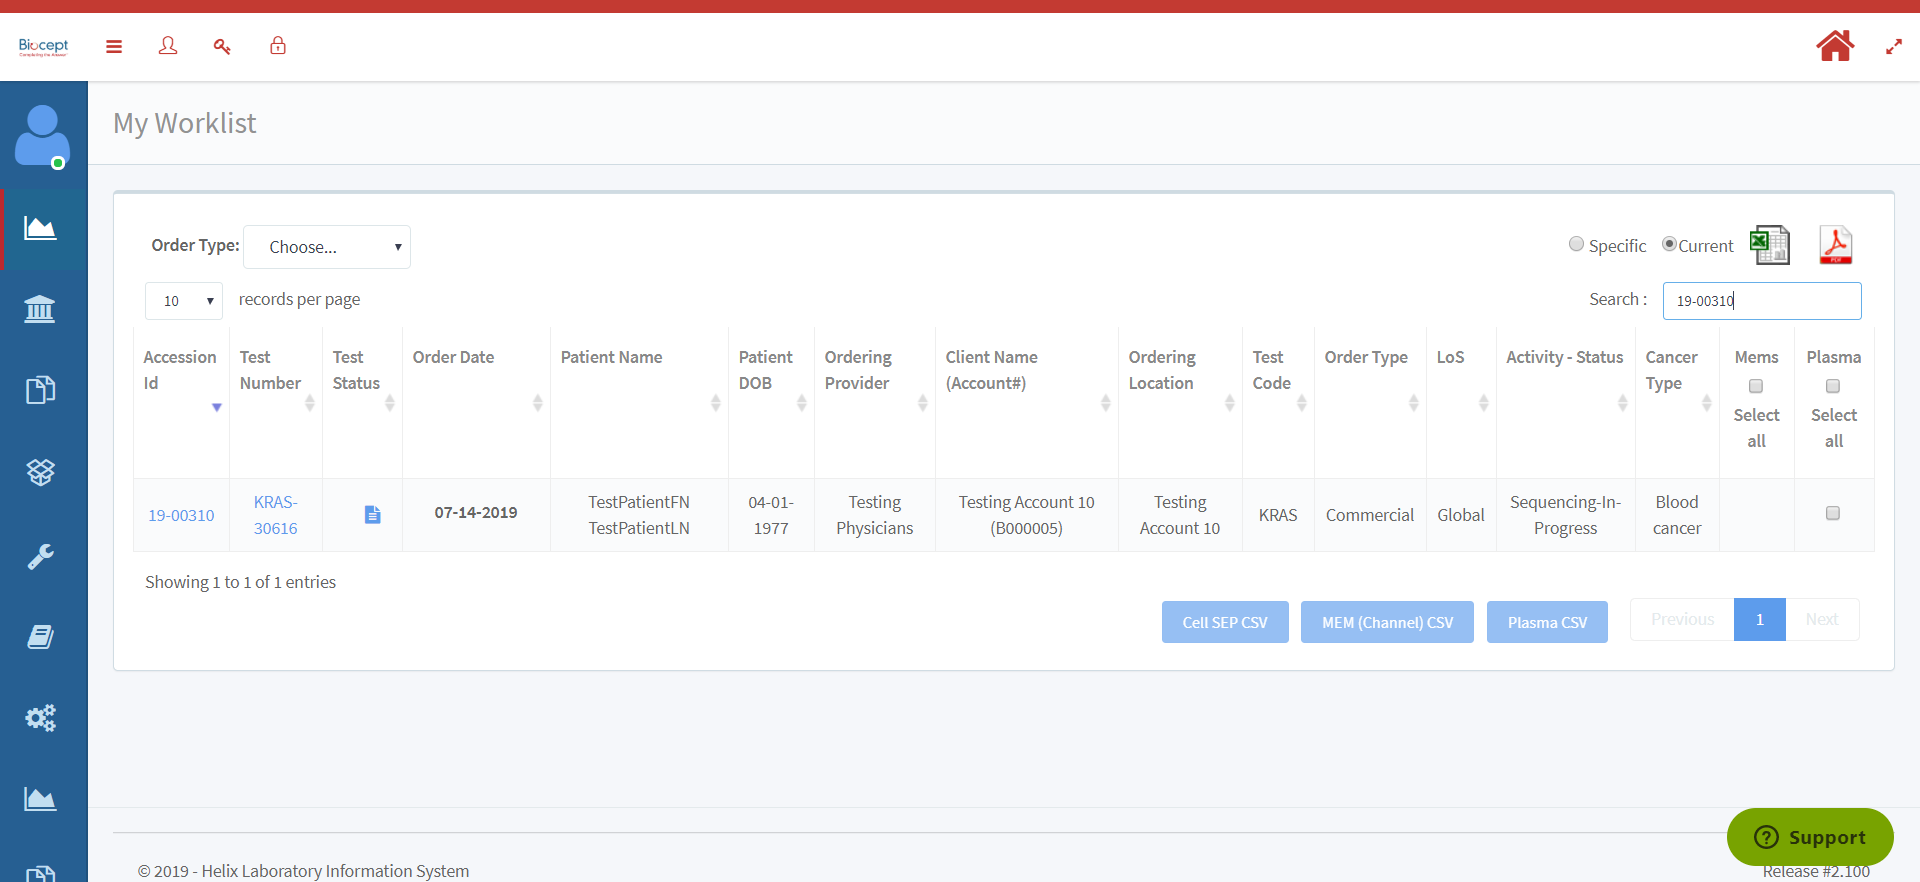 Biocept
My Worklist
Order Type: Choose...
Specific Current
10 records per page
Search : 19-00310
Accession Id
Test Number
Test Status
Order Date
Patient Name
Patient DOB
Ordering Provider
Client Name (Account#)
Ordering Location
Test Code
Order Type
LoS
Activity - Status
Cancer Type
Mems Select all
Plasma Select all
19-00310
KRAS-30616
07-14-2019
TestPatientFN
TestPatientLN
04-01-1977
Testing Physicians
Testing Account 10
(B000005)
Testing Account 10
KRAS
Commercial
Global
Sequencing-In-Progress
Blood cancer
Showing 1 to 1 of 1 entries
Cell SEP CSV
MEM (Channel) CSV
Plasma CSV
Previous 1 Next
Support
© 2019 - Helix Laboratory Information System
Release #2.100